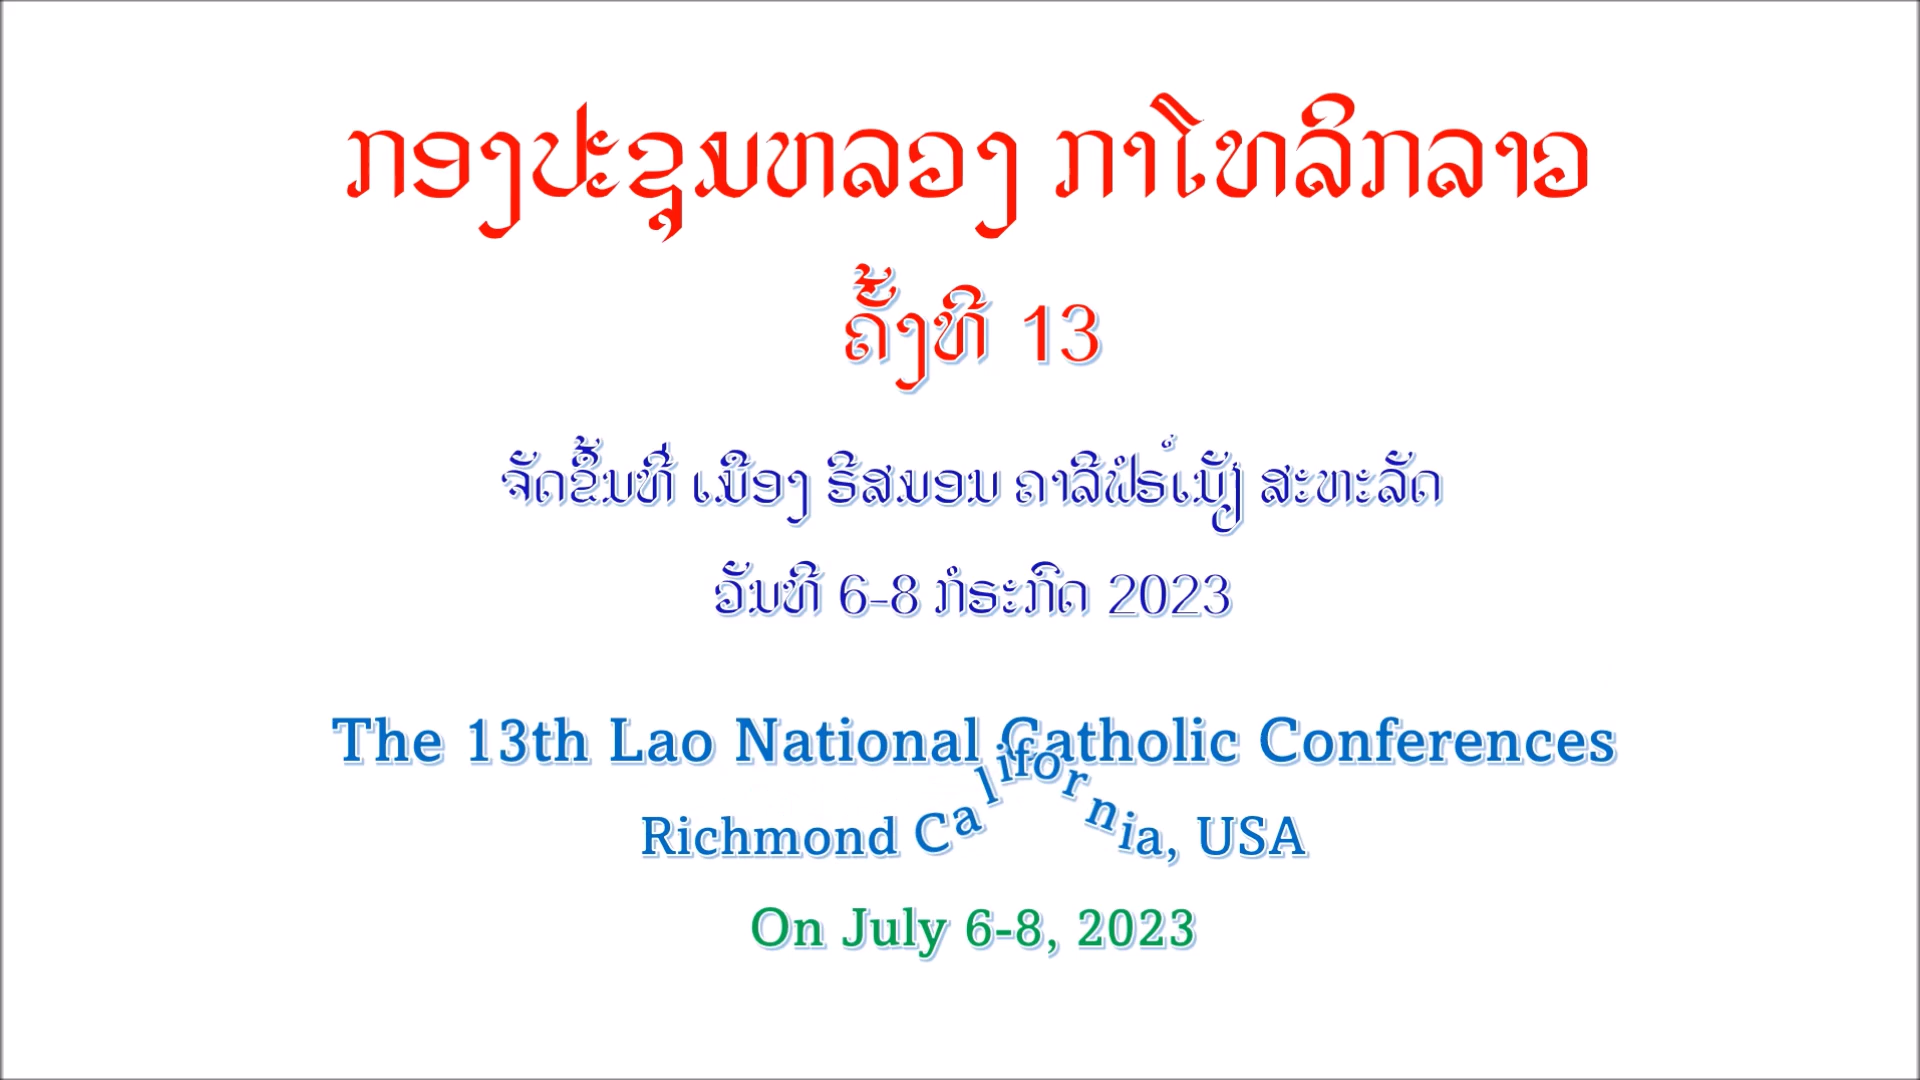 ກອງປະຊຸມຫລວງ ກາໂທລິກລາວ
ຄັ້ງທີ 13
ຈັດຂຶ້ນທີ່ ເມືອງ ຣີສມອນ ຄາລີຟໍຣ໌ເນັຽ ສະຫະລັດ
ວັນທີ 6-8 ກໍຣະກົດ 2023
The 13th Lao National Catholic Conferences
Richmond California, USA
On July 6-8, 2023